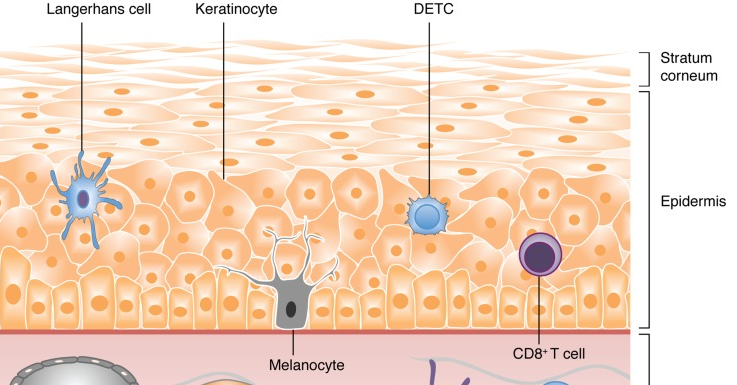 Langerhans cell
Keratinocyte
DETC
Stratum
corneum
Epidermis
CD8⁺ T cell
Melanocyte